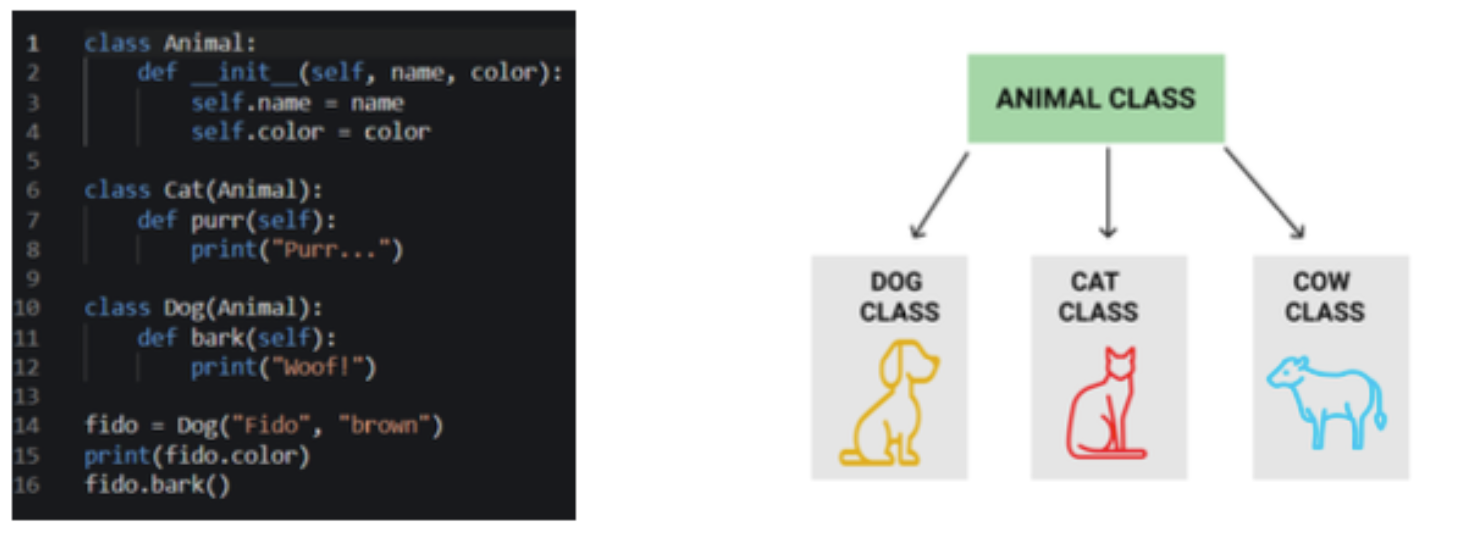 1 class Animal:
2     def __init__(self, name, color):
3         self.name = name
4         self.color = color
5
6 class Cat(Animal):
7     def purr(self):
8         print("Purr...")
9
10 class Dog(Animal):
11     def bark(self):
12         print("Woof!")
13
14 fido = Dog("Fido", "brown")
15 print(fido.color)
16 fido.bark()
ANIMAL CLASS
DOG
CLASS
CAT
CLASS
COW
CLASS